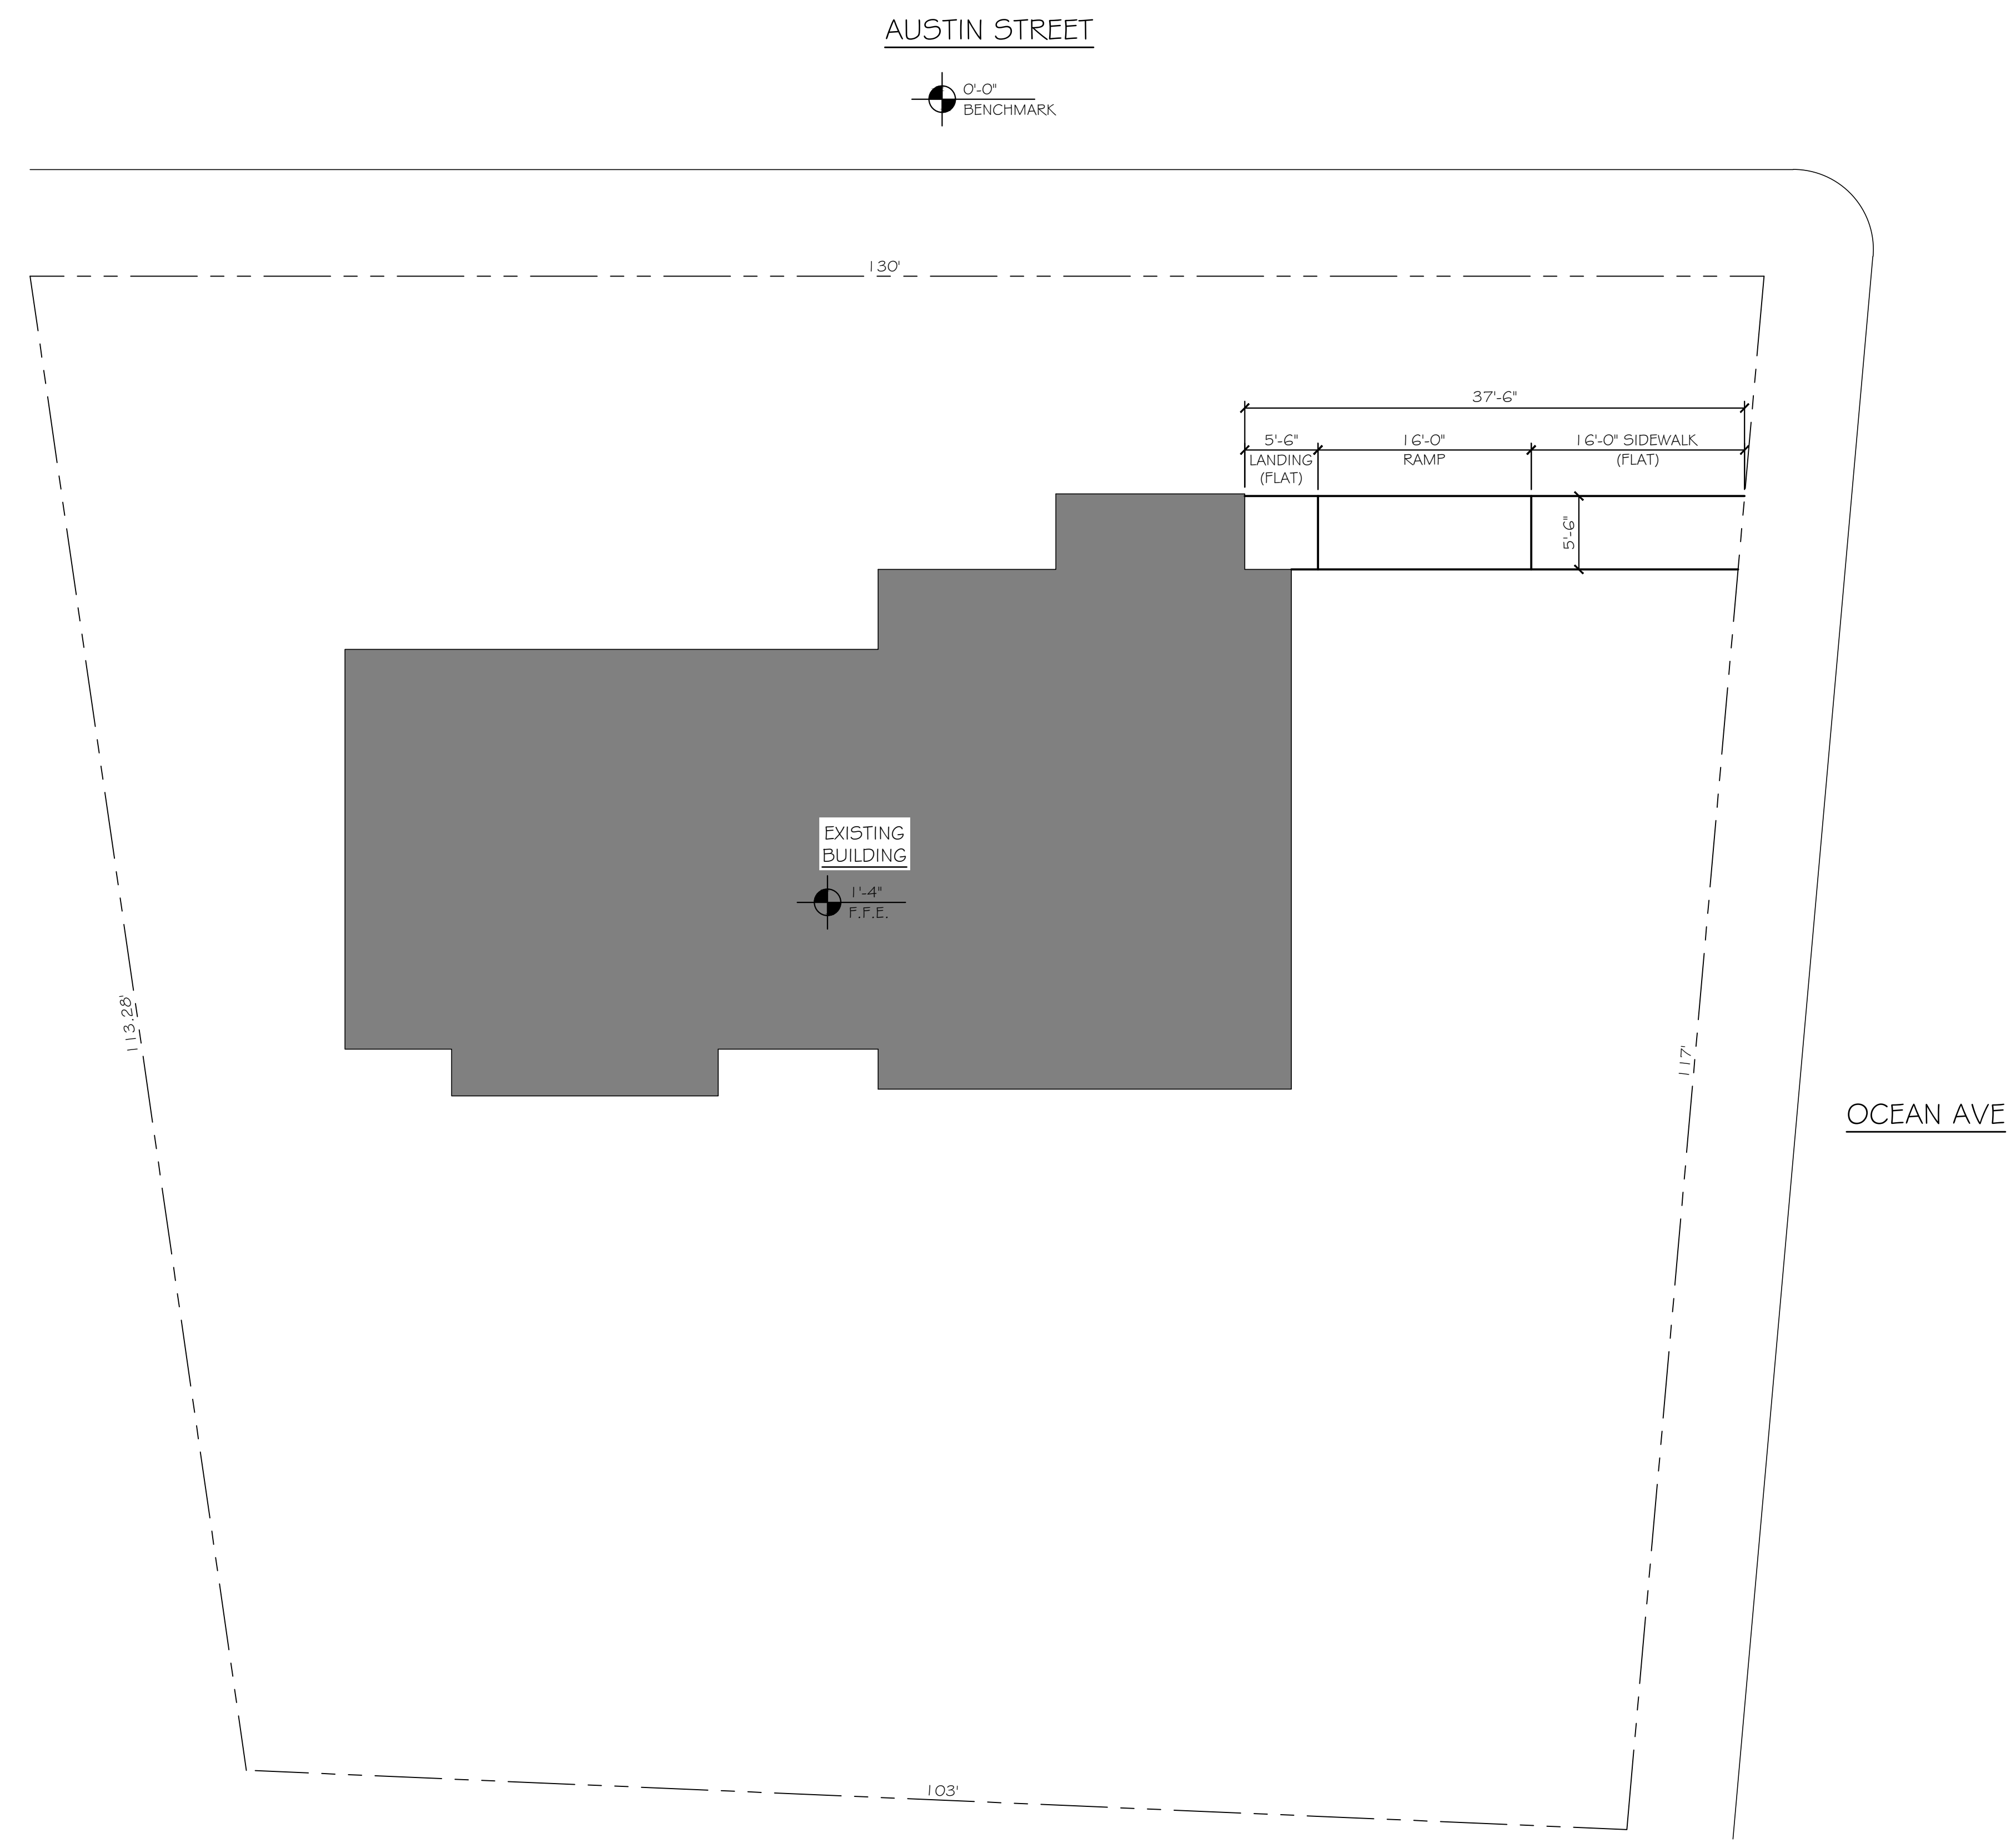 AUSTIN STREET
0'-0"
BENCHMARK
130'
37'-6"
5'-6"
LANDING
(FLAT)
16'-0"
RAMP
16'-0" SIDEWALK
(FLAT)
5'-6"
EXISTING
BUILDING
1'-4"
F.F.E.
113.28'
117'
OCEAN AVE
103'